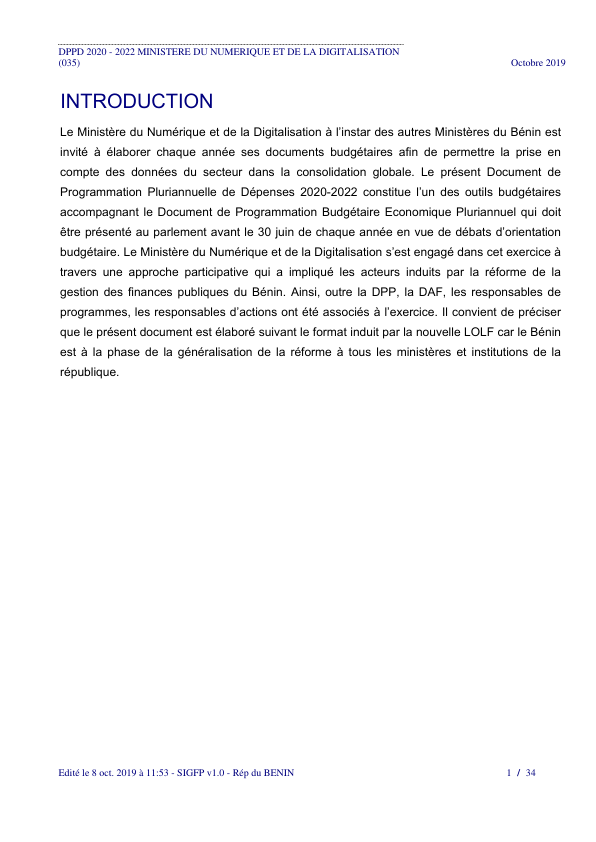 DPPD 2020 - 2022 MINISTERE DU NUMERIQUE ET DE LA DIGITALISATION
(035) Octobre 2019
INTRODUCTION
Le Ministère du Numérique et de la Digitalisation à l’instar des autres Ministères du Bénin est
invité à élaborer chaque année ses documents budgétaires afin de permettre la prise en
compte des données du secteur dans la consolidation globale. Le présent Document de
Programmation Pluriannuelle de Dépenses 2020-2022 constitue l’un des outils budgétaires
accompagnant le Document de Programmation Budgétaire Economique Pluriannuel qui doit
être présenté au parlement avant le 30 juin de chaque année en vue de débats d’orientation
budgétaire. Le Ministère du Numérique et de la Digitalisation s’est engagé dans cet exercice à
travers une approche participative qui a impliqué les acteurs induits par la réforme de la
gestion des finances publiques du Bénin. Ainsi, outre la DPP, la DAF, les responsables de
programmes, les responsables d’actions ont été associés à l’exercice. Il convient de préciser
que le présent document est élaboré suivant le format induit par la nouvelle LOLF car le Bénin
est à la phase de la généralisation de la réforme à tous les ministères et institutions de la
république.
Edité le 8 oct. 2019 à 11:53 - SIGFP v1.0 - Rép du BENIN 1 / 34